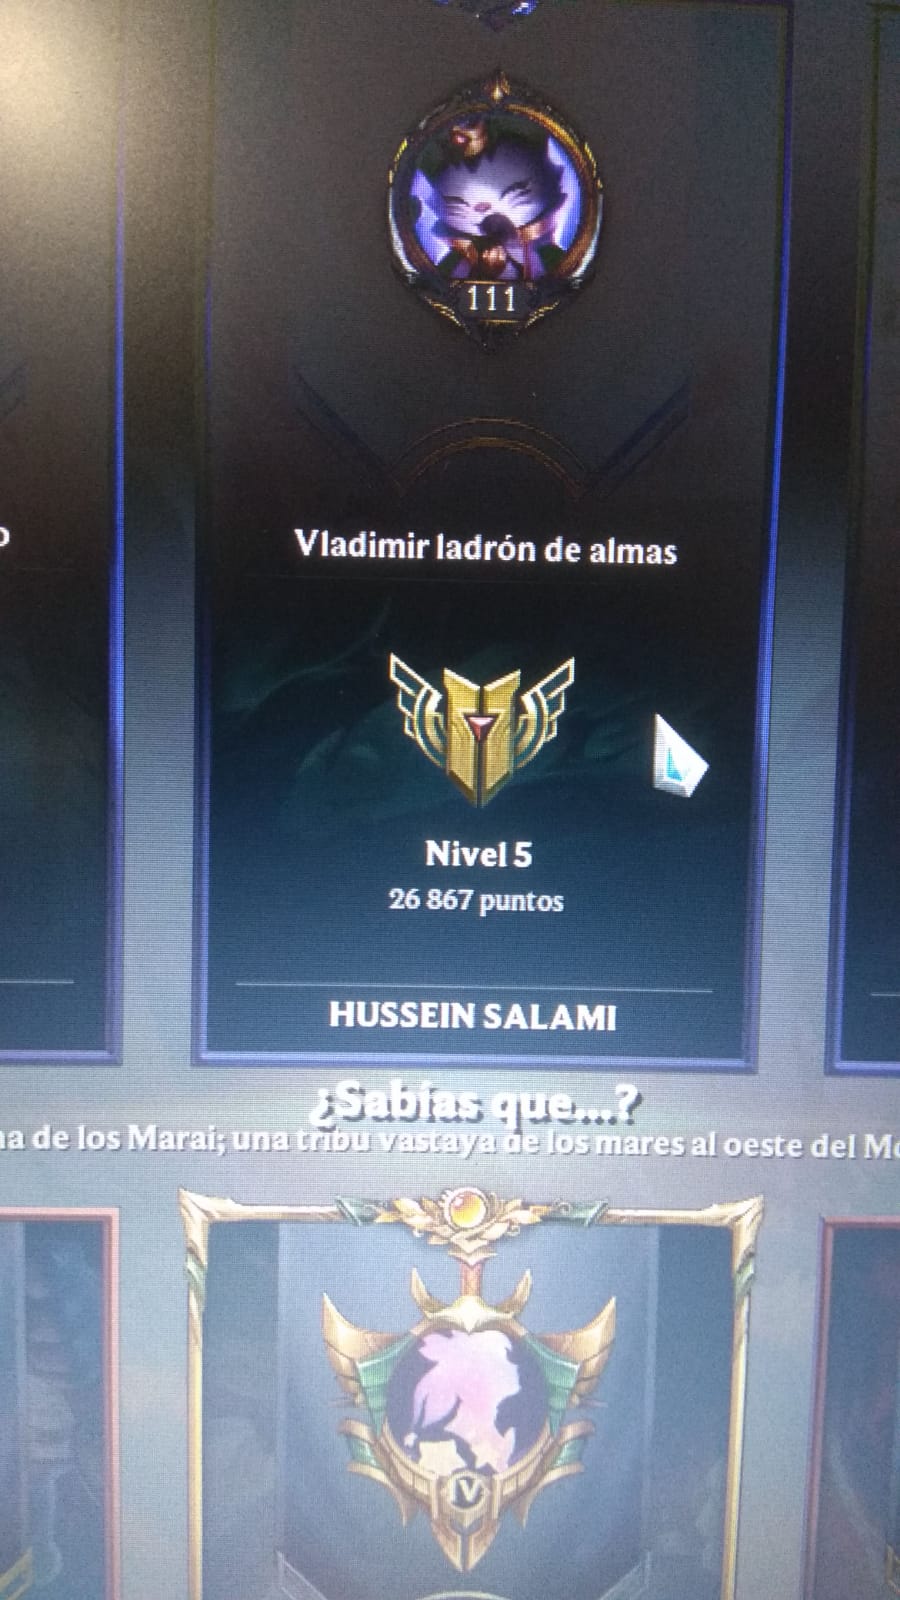 111
Vladimir ladrón de almas
Nivel 5
26 867 puntos
HUSSEIN SALAMI
¿Sabías que...?
de los Marai; una tribu vastaya de los mares al oeste del
IV